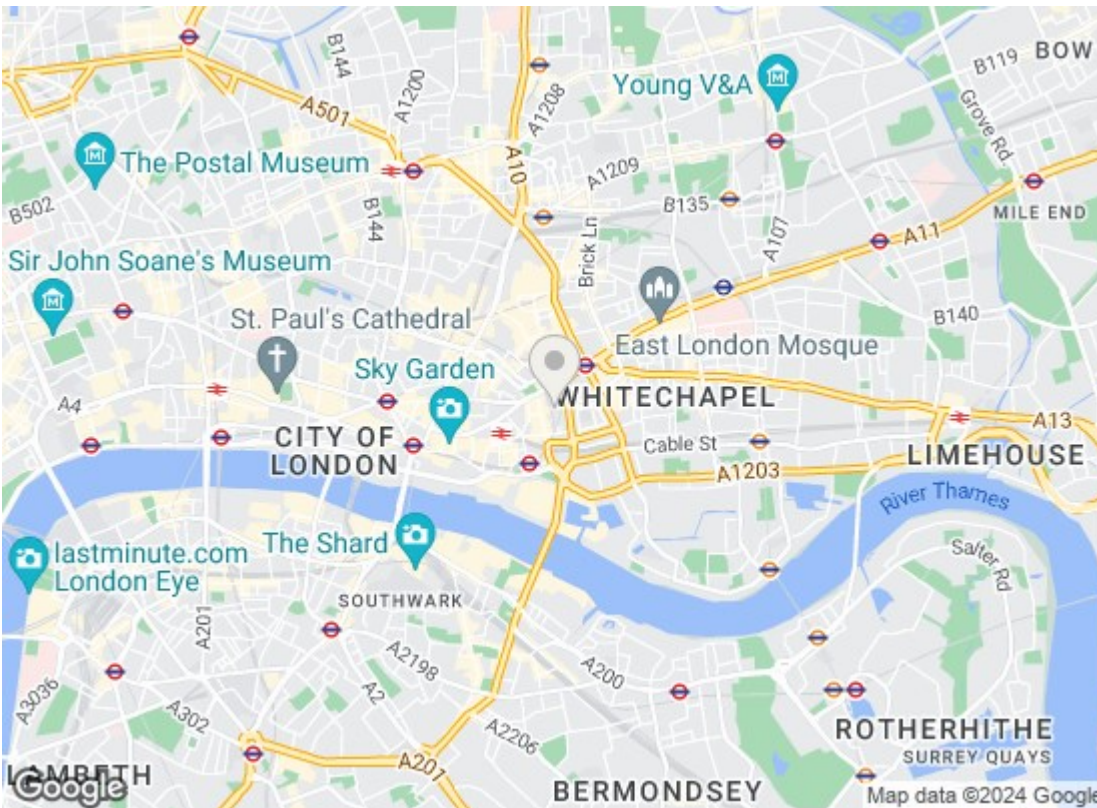 BOW
B119
B144
A1200
A1208
Young V&A
Grove Rd
A501
The Postal Museum
A10
A1209
B502
B144
B135
MILE END
A107
A11
Brick Ln
Sir John Soane's Museum
B140
St. Paul's Cathedral
East London Mosque
Sky Garden
WHITECHAPEL
A4
A13
CITY OF
LONDON
Cable St
LIMEHOUSE
A1203
River Thames
The Shard
lastminute.com
London Eye
Salter Rd
SOUTHWARK
A201
A2198
A200
A3036
A2
A302
A2206
ROTHERHITHE
SURREY QUAYS
A207
LAMBETH
BERMONDSEY
Google
Map data ©2024 Google